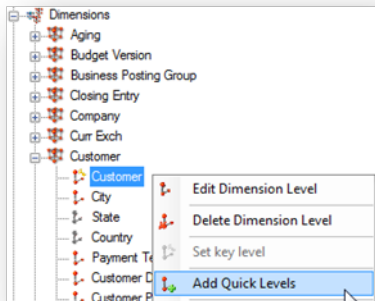 Dimensions
Aging
Budget Version
Business Posting Group
Closing Entry
Company
Curr Exch
Customer
Customer
City
State
Country
Payment Te
Customer D
Customer P
Edit Dimension Level
Delete Dimension Level
Set key level
Add Quick Levels